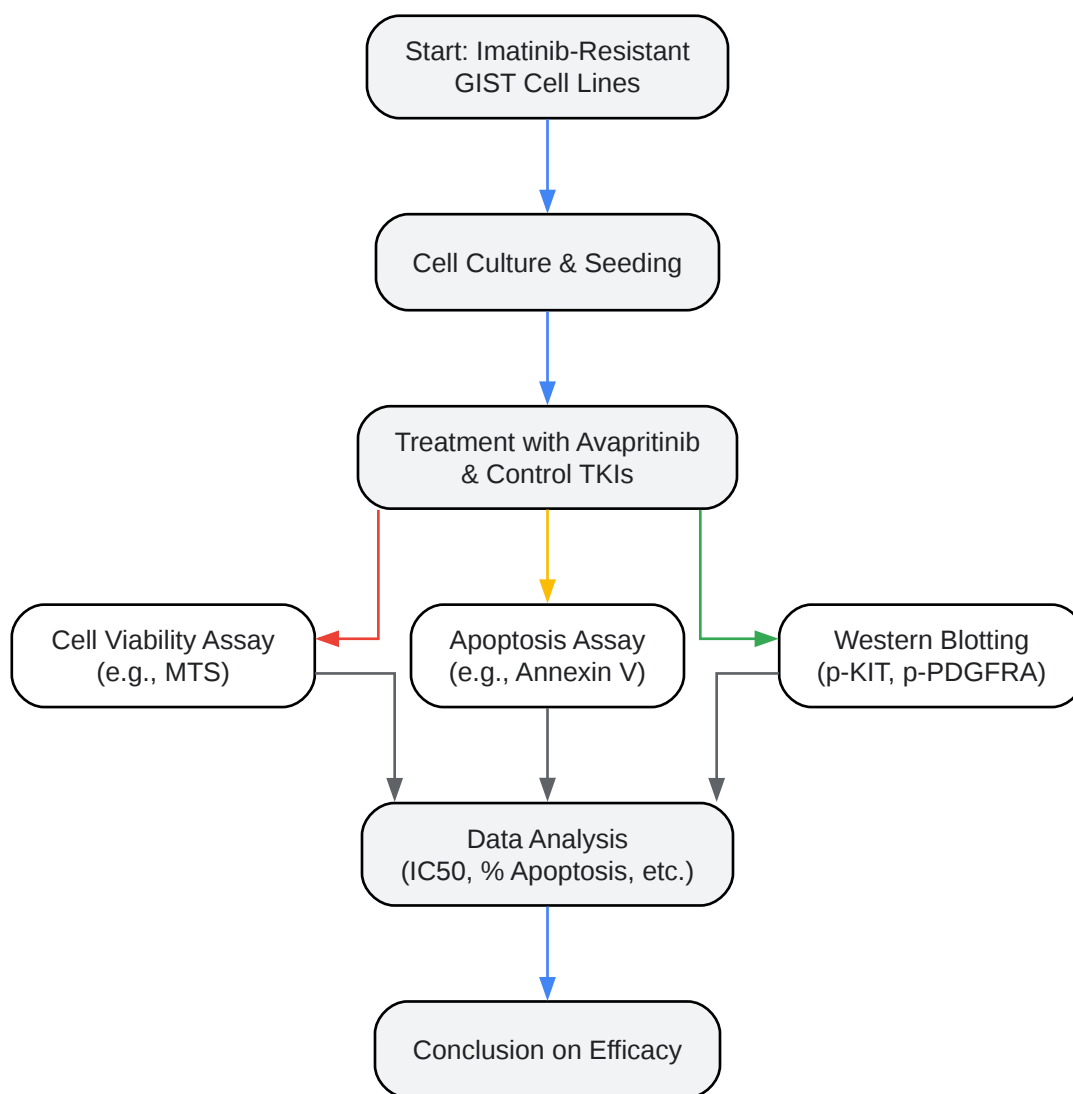 Start: Imatinib-Resistant
GIST Cell Lines
Cell Culture & Seeding
Treatment with Avapritinib
& Control TKIs
Cell Viability Assay
(e.g., MTS)
Apoptosis Assay
(e.g., Annexin V)
Western Blotting
(p-KIT, p-PDGFRA)
Data Analysis
(IC50, % Apoptosis, etc.)
Conclusion on Efficacy